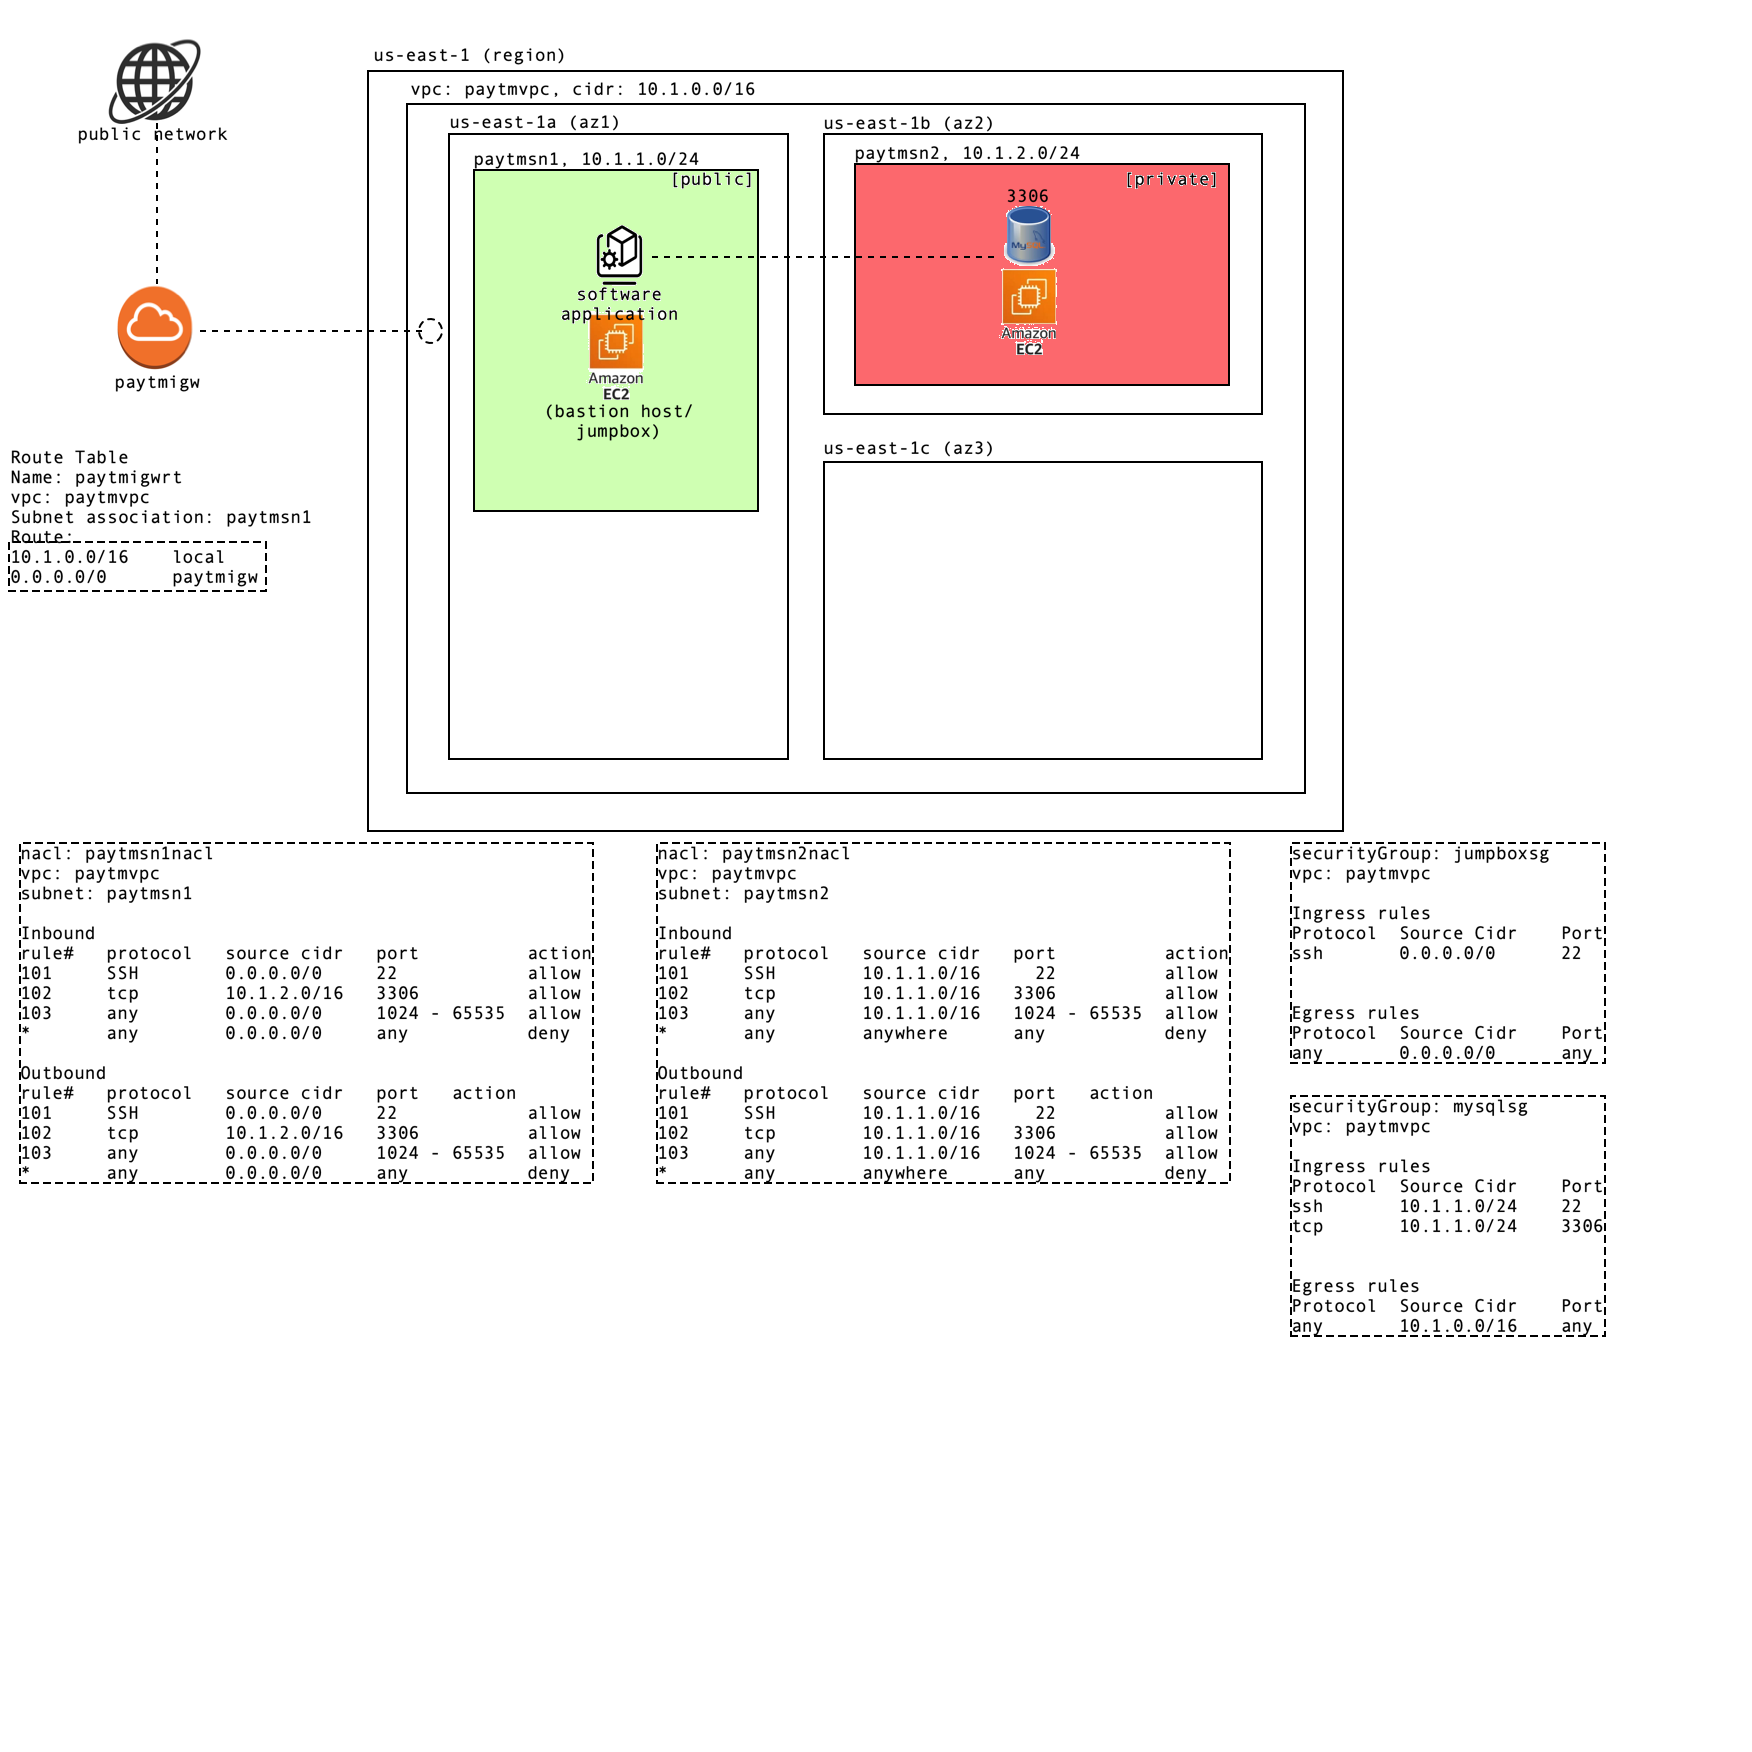 us-east-1 (region)
vpc: paytmvpc, cidr: 10.1.0.0/16
public network
us-east-1a (az1)
us-east-1b (az2)
paytmsn1, 10.1.1.0/24
[public]
paytmsn2, 10.1.2.0/24
[private]
3306
MySQL
software
application
Amazon
EC2
(bastion host/
jumpbox)
Amazon
EC2
paytmigw
us-east-1c (az3)
Route Table
Name: paytmigwrt
vpc: paytmvpc
Subnet association: paytmsn1
Route:
10.1.0.0/16 local
0.0.0.0/0 paytmigw
nacl: paytmsn1nacl
vpc: paytmvpc
subnet: paytmsn1
Inbound
rule# protocol source cidr port action
101 SSH 0.0.0.0/0 22 allow
102 tcp 10.1.2.0/16 3306 allow
103 any 0.0.0.0/0 1024 - 65535 allow
* any 0.0.0.0/0 any deny
Outbound
rule# protocol source cidr port action
101 SSH 0.0.0.0/0 22 allow
102 tcp 10.1.2.0/16 3306 allow
103 any 0.0.0.0/0 1024 - 65535 allow
* any 0.0.0.0/0 any deny
nacl: paytmsn2nacl
vpc: paytmvpc
subnet: paytmsn2
Inbound
rule# protocol source cidr port action
101 SSH 10.1.1.0/16 22 allow
102 tcp 10.1.1.0/16 3306 allow
103 any 10.1.1.0/16 1024 - 65535 allow
* any anywhere any deny
Outbound
rule# protocol source cidr port action
101 SSH 10.1.1.0/16 22 allow
102 tcp 10.1.1.0/16 3306 allow
103 any 10.1.1.0/16 1024 - 65535 allow
* any anywhere any deny
securityGroup: jumpboxsg
vpc: paytmvpc
Ingress rules
Protocol Source Cidr Port
ssh 0.0.0.0/0 22
Egress rules
Protocol Source Cidr Port
any 0.0.0.0/0 any
securityGroup: mysqlsg
vpc: paytmvpc
Ingress rules
Protocol Source Cidr Port
ssh 10.1.1.0/24 22
tcp 10.1.1.0/24 3306
Egress rules
Protocol Source Cidr Port
any 10.1.0.0/16 any